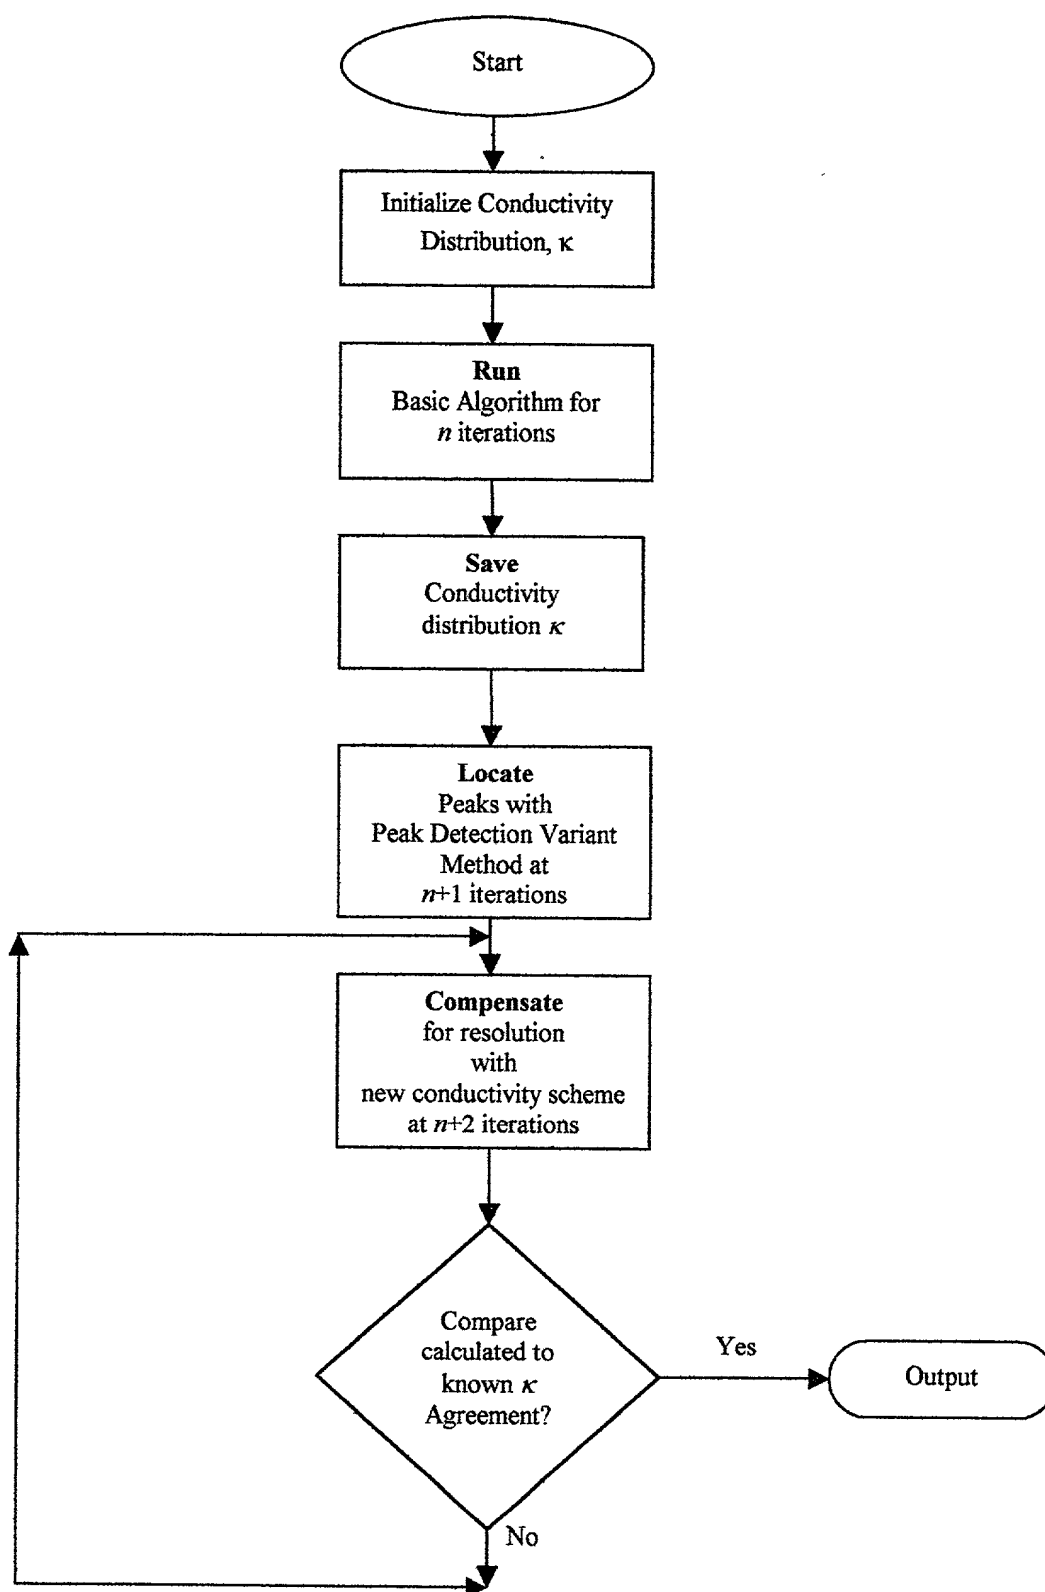 Start
Initialize Conductivity
Distribution, κ
Run
Basic Algorithm for
n iterations
Save
Conductivity
distribution κ
Locate
Peaks with
Peak Detection Variant
Method at
n+1 iterations
Compensate
for resolution
with
new conductivity scheme
at n+2 iterations
Compare
calculated to
known κ
Agreement?
Yes
Output
No